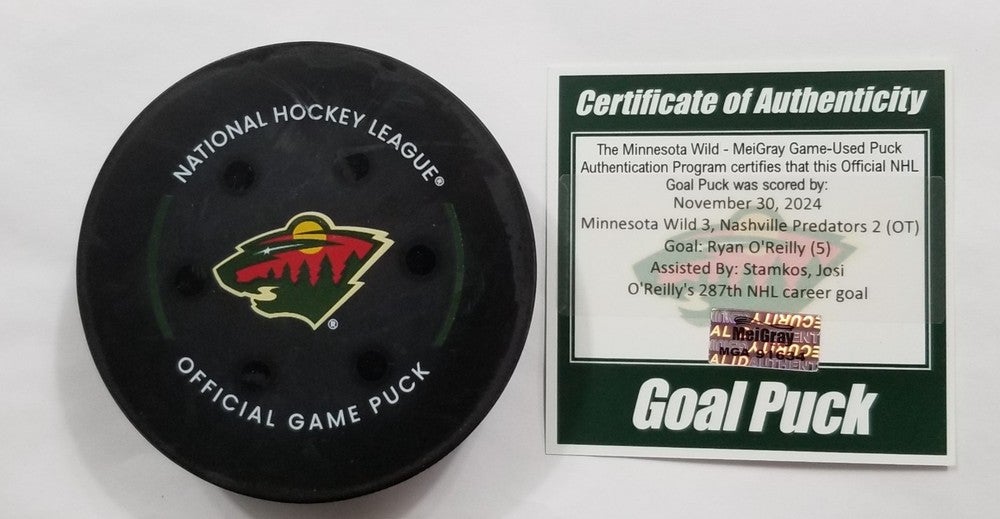 NATIONAL HOCKEY LEAGUE®
®
OFFICIAL GAME PUCK
Certificate of Authenticity
The Minnesota Wild - MeiGray Game-Used Puck
Authentication Program certifies that this Official NHL
Goal Puck was scored by:
November 30, 2024
Minnesota Wild 3, Nashville Predators 2 (OT)
Goal: Ryan O'Reilly (5)
Assisted By: Stamkos, Josi
O'Reilly's 287th NHL career goal
MeiGray
MGA
Goal Puck